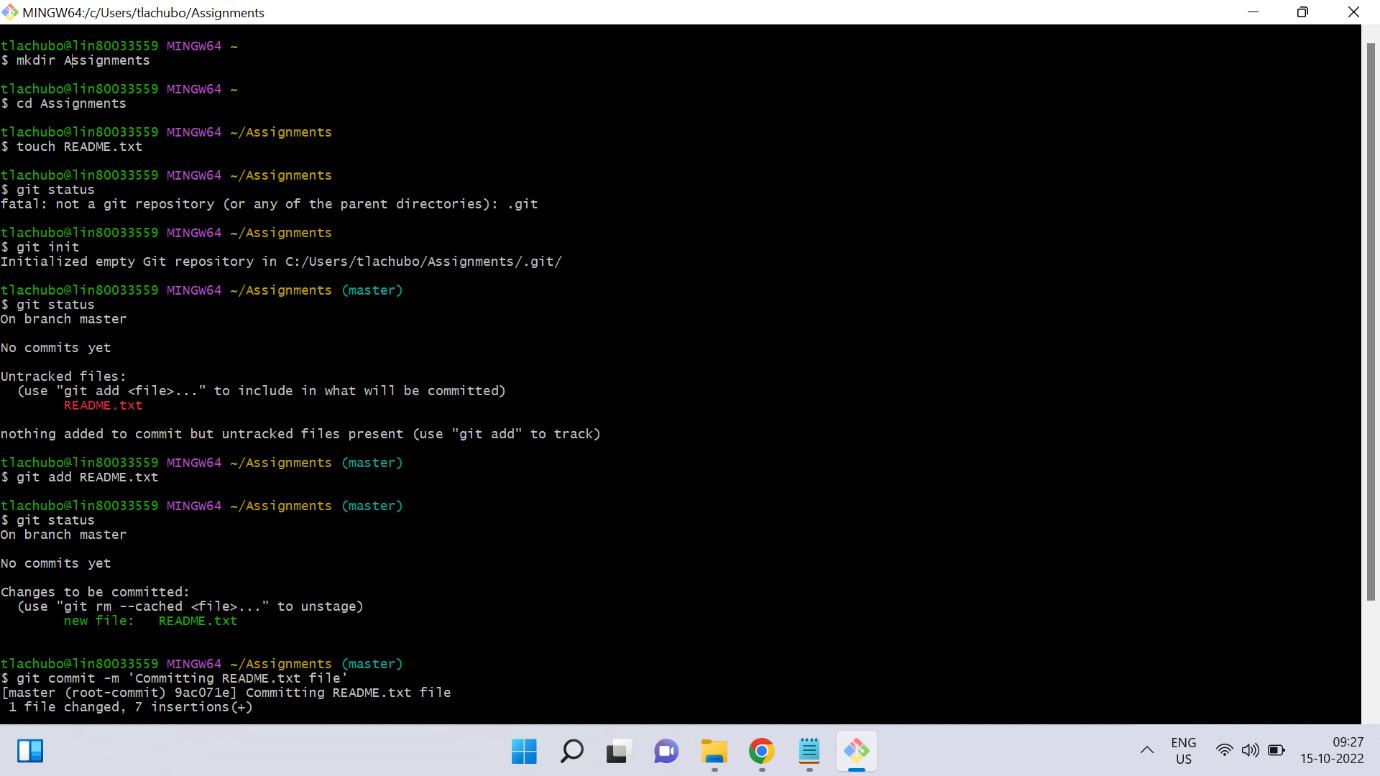 MINGW64:/c/Users/tlachubo/Assignments
tlachubo@lin80033559 MINGW64 ~
$ mkdir Assignments
tlachubo@lin80033559 MINGW64 ~
$ cd Assignments
tlachubo@lin80033559 MINGW64 ~/Assignments
$ touch README.txt
tlachubo@lin80033559 MINGW64 ~/Assignments
$ git status
fatal: not a git repository (or any of the parent directories): .git
tlachubo@lin80033559 MINGW64 ~/Assignments
$ git init
Initialized empty Git repository in C:/Users/tlachubo/Assignments/.git/
tlachubo@lin80033559 MINGW64 ~/Assignments (master)
$ git status
On branch master
No commits yet
Untracked files:
  (use "git add <file>..." to include in what will be committed)
        README.txt
nothing added to commit but untracked files present (use "git add" to track)
tlachubo@lin80033559 MINGW64 ~/Assignments (master)
$ git add README.txt
tlachubo@lin80033559 MINGW64 ~/Assignments (master)
$ git status
On branch master
No commits yet
Changes to be committed:
  (use "git rm --cached <file>..." to unstage)
        new file:   README.txt
tlachubo@lin80033559 MINGW64 ~/Assignments (master)
$ git commit -m 'Committing README.txt file'
[master (root-commit) 9ac071e] Committing README.txt file
 1 file changed, 7 insertions(+)
ENG
US
09:27
15-10-2022